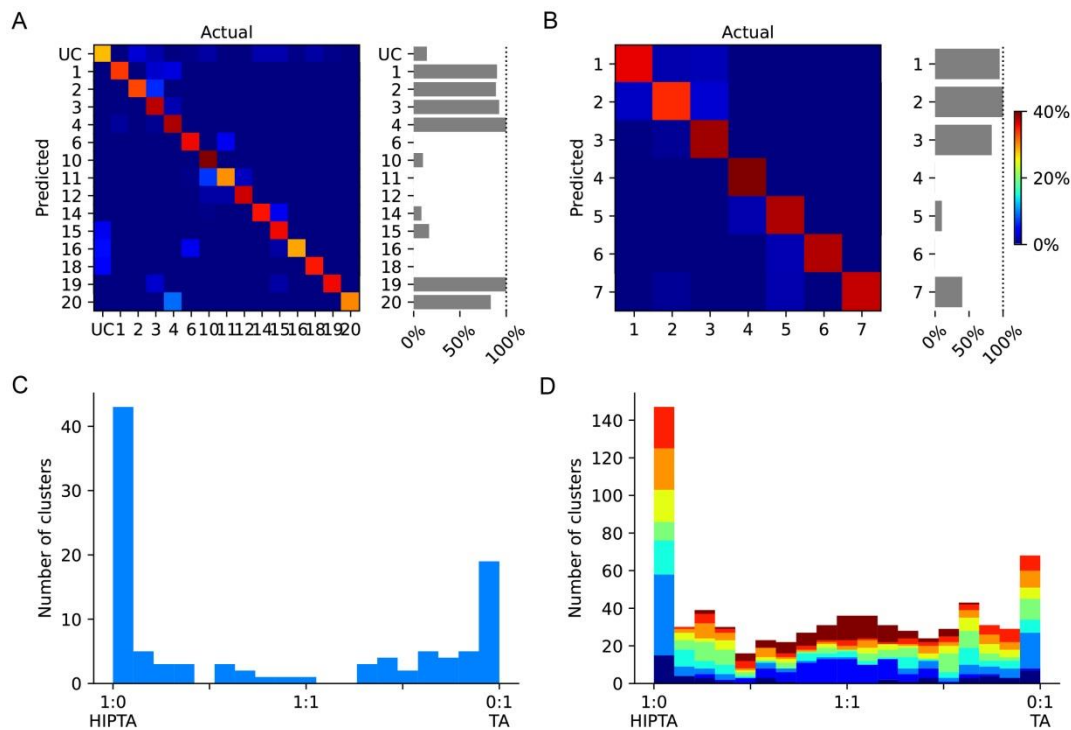 A
Actual
Predicted
UC
1
2
3
4
6
10
11
12
14
15
16
18
19
20
UC 1 2 3 4 6 10 11 12 14 15 16 18 19 20
UC
1
2
3
4
6
10
11
12
14
15
16
18
19
20
0% 50% 100%
B
Actual
Predicted
1
2
3
4
5
6
7
1 2 3 4 5 6 7
1
2
3
4
5
6
7
0% 50% 100%
40%
20%
0%
C
Number of clusters
40
30
20
10
0
1:0 1:1 0:1
HIPTA TA
D
Number of clusters
140
120
100
80
60
40
20
0
1:0 1:1 0:1
HIPTA TA